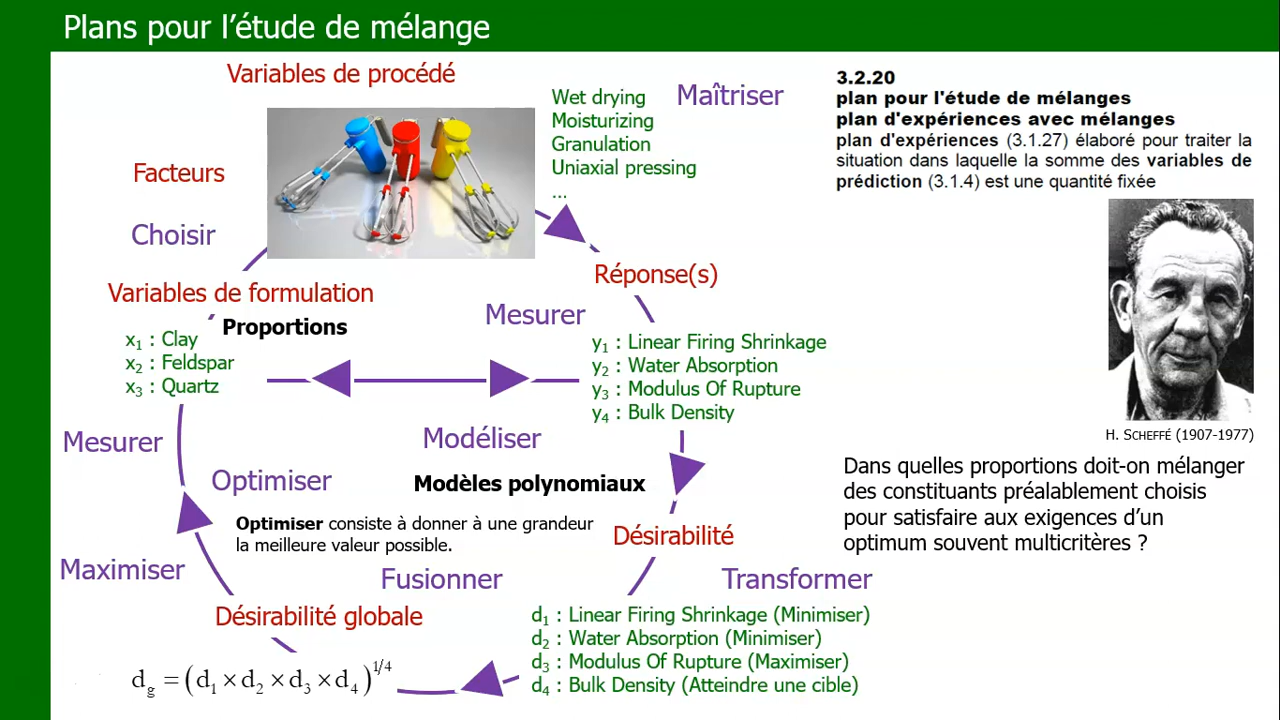 Plans pour l’étude de mélange
Variables de procédé
Wet drying
Moisturizing
Granulation
Uniaxial pressing
...
Maîtriser
3.2.20
plan pour l'étude de mélanges
plan d'expériences avec mélanges
plan d'expériences (3.1.27) élaboré pour traiter la
situation dans laquelle la somme des variables de
prédiction (3.1.4) est une quantité fixée
Facteurs
Choisir
Variables de formulation
Proportions
x1 : Clay
x2 : Feldspar
x3 : Quartz
Réponse(s)
Mesurer
y1 : Linear Firing Shrinkage
y2 : Water Absorption
y3 : Modulus Of Rupture
y4 : Bulk Density
H. SCHEFFÉ (1907-1977)
Mesurer
Modéliser
Optimiser
Modèles polynomiaux
Optimiser consiste à donner à une grandeur
la meilleure valeur possible.
Dans quelles proportions doit-on mélanger
des constituants préalablement choisis
pour satisfaire aux exigences d’un
optimum souvent multicritères ?
Désirabilité
Maximiser
Fusionner
Transformer
Désirabilité globale
d1 : Linear Firing Shrinkage (Minimiser)
d2 : Water Absorption (Minimiser)
d3 : Modulus Of Rupture (Maximiser)
d4 : Bulk Density (Atteindre une cible)
dg = (d1 × d2 × d3 × d4)^1/4